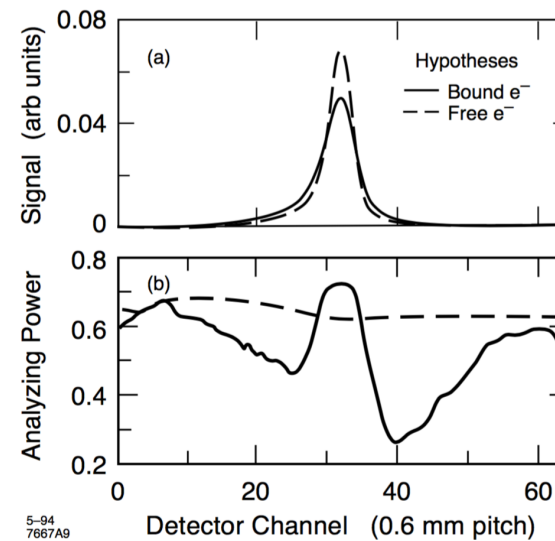 0.08
(a)
Hypotheses
Bound e⁻
Free e⁻
0.04
0
Signal (arb units)
0.8
(b)
0.6
0.4
0.2
Analyzing Power
0 20 40 60
Detector Channel (0.6 mm pitch)
5–94
7667A9